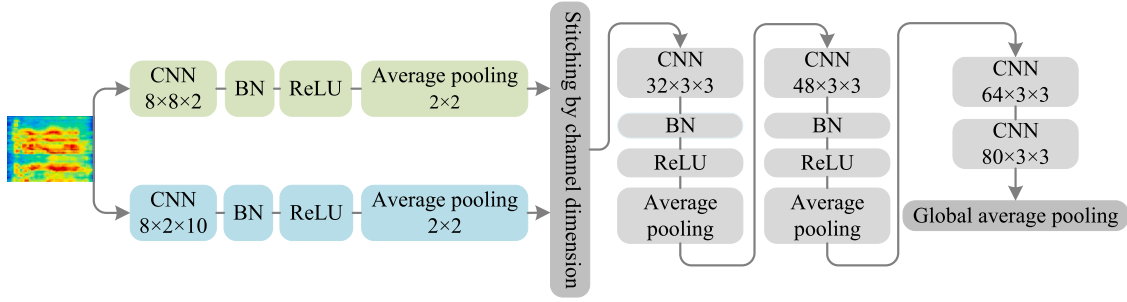 CNN
8×8×2
BN
ReLU
Average pooling
2×2
CNN
8×2×10
BN
ReLU
Average pooling
2×2
Stitching by channel dimension
CNN
32×3×3
BN
ReLU
Average
pooling
CNN
48×3×3
BN
ReLU
Average
pooling
CNN
64×3×3
CNN
80×3×3
Global average pooling